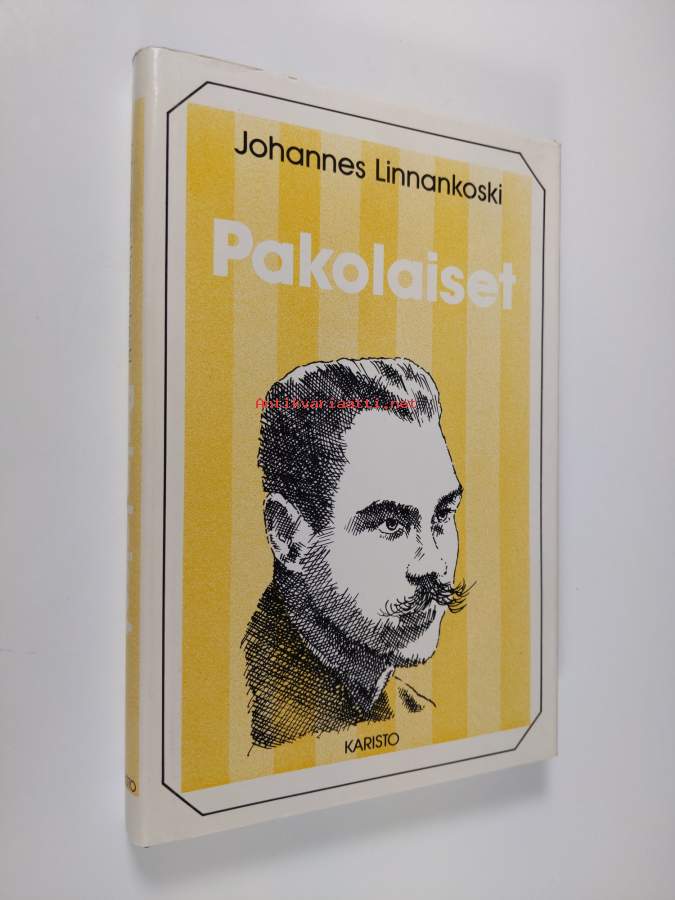 Johannes Linnankoski
Pakolaiset
Antikvariaatti.net
KARISTO